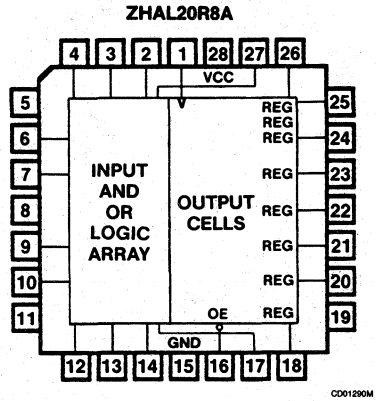 ZHAL20R8A
4 3 2 1 28 27 26
VCC
5 REG 25
REG
6 REG 24
7 INPUT REG 23
AND
8 OR OUTPUT REG 22
LOGIC CELLS
9 ARRAY REG 21
10 REG 20
11 OE REG 19
GND
12 13 14 15 16 17 18
CD01290M